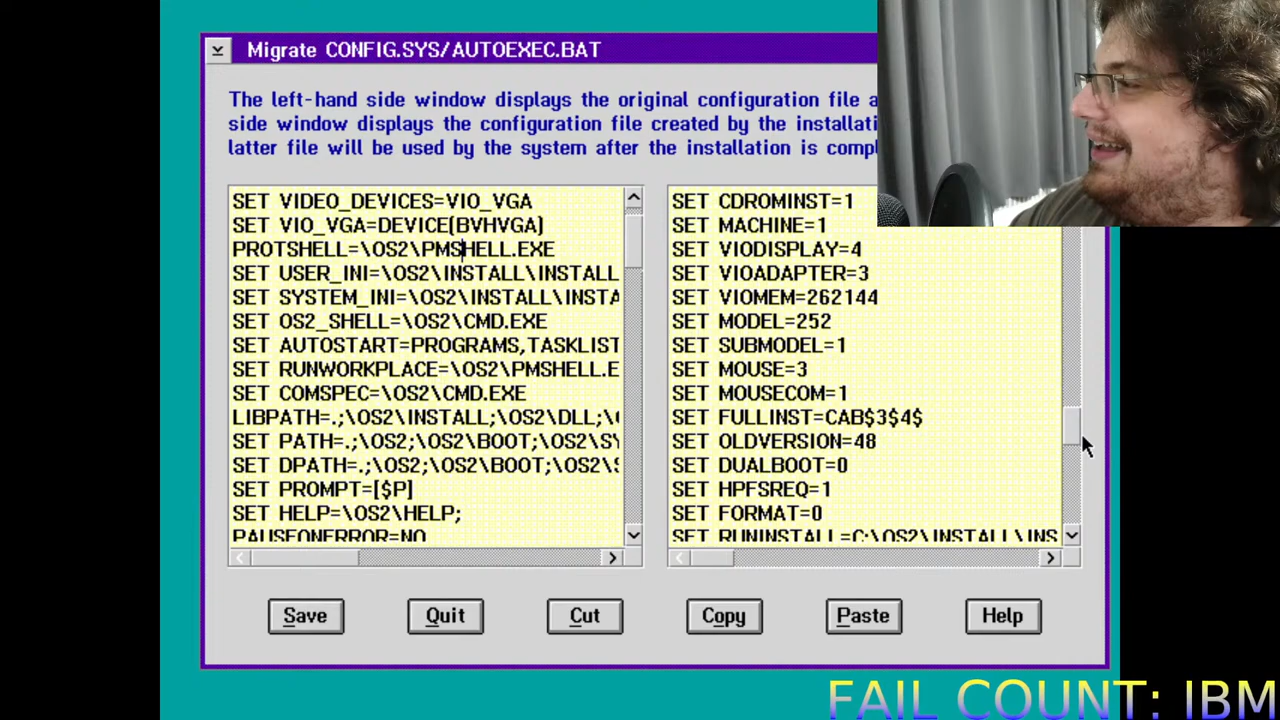 Migrate CONFIG.SYS/AUTOEXEC.BAT
The left-hand side window displays the original configuration file a
side window displays the configuration file created by the installati
latter file will be used by the system after the installation is compl
SET VIDEO_DEVICES=VIO_VGA
SET VIO_VGA=DEVICE(BVHVGA)
PROTSHELL=\OS2\PMSHELL.EXE
SET USER_INI=\OS2\INSTALL\INSTALL
SET SYSTEM_INI=\OS2\INSTALL\INSTA
SET OS2_SHELL=\OS2\CMD.EXE
SET AUTOSTART=PROGRAMS,TASKLIST
SET RUNWORKPLACE=\OS2\PMSHELL.E
SET COMSPEC=\OS2\CMD.EXE
LIBPATH=.;\OS2\INSTALL;\OS2\DLL;\
SET PATH=.;\OS2;\OS2\BOOT;\OS2\SY
SET DPATH=.;\OS2;\OS2\BOOT;\OS2\S
SET PROMPT=[$P]
SET HELP=\OS2\HELP;
PAUSEONERROR=NO
SET CDROMINST=1
SET MACHINE=1
SET VIODISPLAY=4
SET VIOADAPTER=3
SET VIOMEM=262144
SET MODEL=252
SET SUBMODEL=1
SET MOUSE=3
SET MOUSECOM=1
SET FULLINST=CAB$3$4$
SET OLDVERSION=48
SET DUALBOOT=0
SET HPFSREQ=1
SET FORMAT=0
SET RUNINSTALL=C:\OS2\INSTALL\INS
Save
Quit
Cut
Copy
Paste
Help
FAIL COUNT: IBM